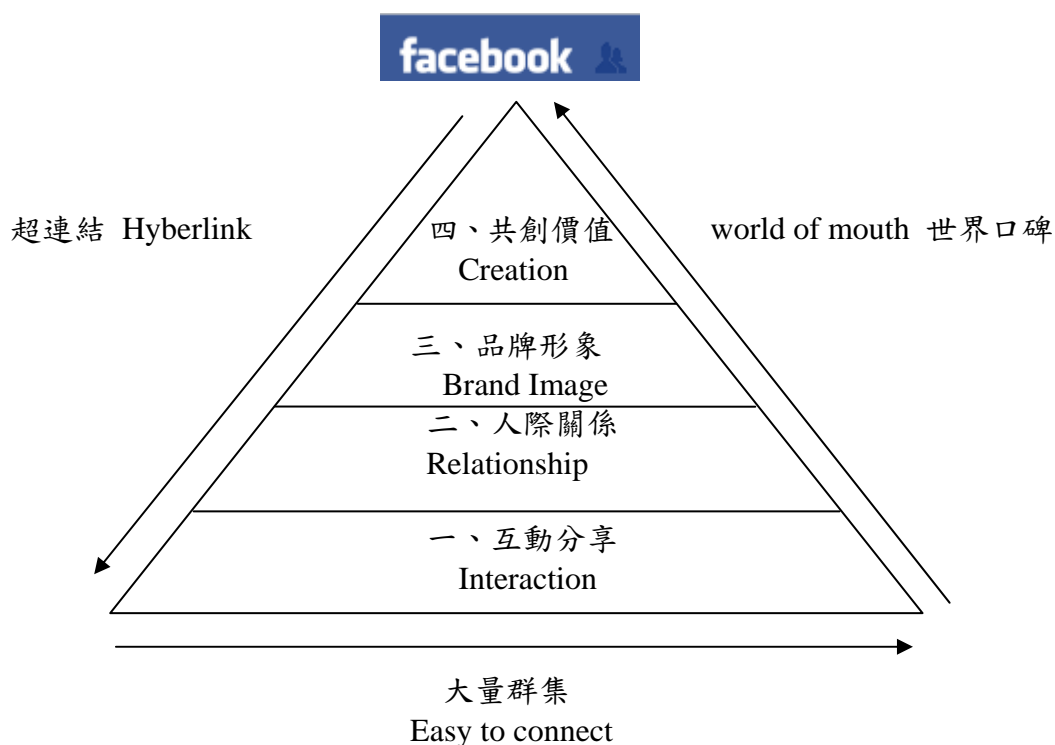 facebook
超連結 Hyberlink
四、共創價值
Creation
world of mouth 世界口碑
三、品牌形象
Brand Image
二、人際關係
Relationship
一、互動分享
Interaction
大量群集
Easy to connect